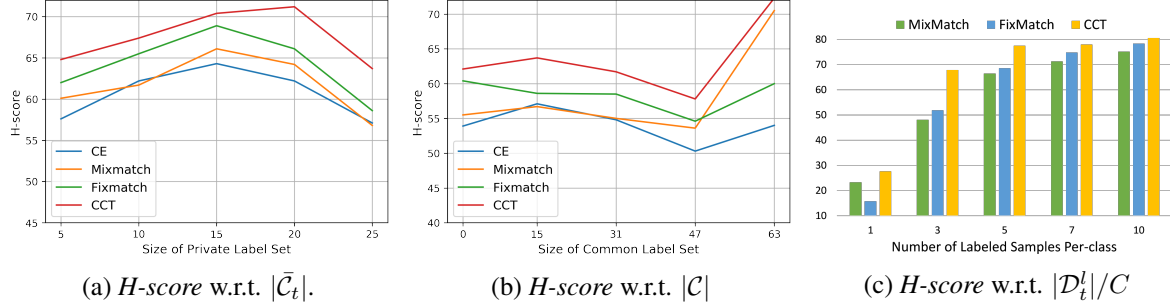 H-score
70
65
60
55
50
45
5
10
15
20
25
Size of Private Label Set
CE
Mixmatch
Fixmatch
CCT
(a) H-score w.r.t. |C̄_t|.
H-score
70
65
60
55
50
45
40
0
15
31
47
63
Size of Common Label Set
CE
Mixmatch
Fixmatch
CCT
(b) H-score w.r.t. |C|
MixMatch FixMatch CCT
80
70
60
50
40
30
20
10
1
3
5
7
10
Number of Labeled Samples Per-class
(c) H-score w.r.t. |D_t^l|/C